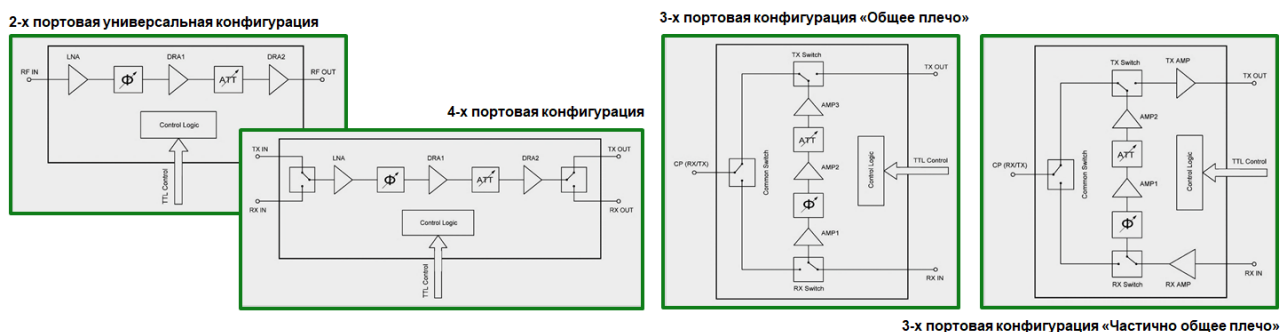 2-х портовая универсальная конфигурация
RF IN
LNA
Φ
DRA1
ATT
DRA2
RF OUT
Control Logic
TTL Control
4-х портовая конфигурация
TX IN
RX IN
LNA
Φ
DRA1
ATT
DRA2
TX OUT
RX OUT
Control Logic
TTL Control
3-х портовая конфигурация «Общее плечо»
TX Switch
TX OUT
AMP3
ATT
AMP2
Φ
AMP1
CP (RX/TX)
Common Switch
Control Logic
TTL Control
RX IN
RX Switch
TX Switch
TX AMP
TX OUT
AMP2
ATT
AMP1
Φ
CP (RX/TX)
Common Switch
Control Logic
TTL Control
RX IN
RX Switch
RX AMP
3-х портовая конфигурация «Частично общее плечо»